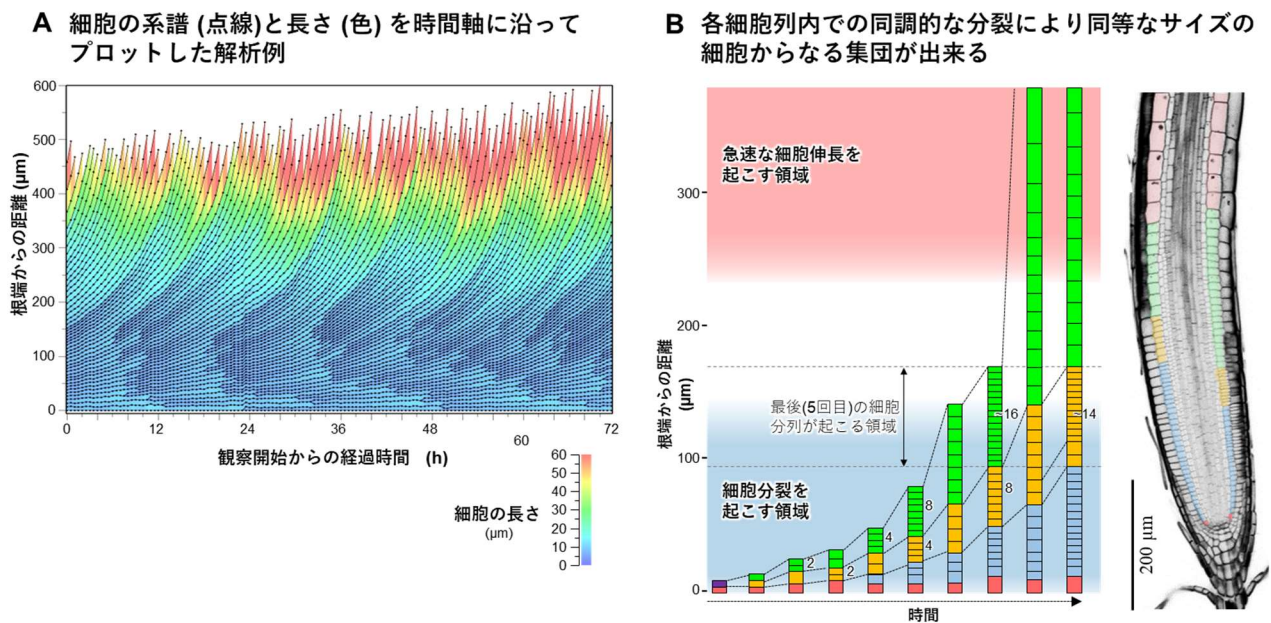 A 細胞の系譜 (点線)と長さ (色) を時間軸に沿って
プロットした解析例
600
500
400
300
200
100
0
根端からの距離 (μm)
0 12 24 36 48 60 72
観察開始からの経過時間 (h)
細胞の長さ
(μm)
60
50
40
30
20
10
0
B 各細胞列内での同調的な分裂により同等なサイズの
細胞からなる集団が出来る
急速な細胞伸長を
起こす領域
300
200
100
0
根端からの距離
(μm)
最後(5回目)の細胞
分列が起こる領域
細胞分裂を
起こす領域
2
2
4
8
4
~16
8
~14
時間
200 μm